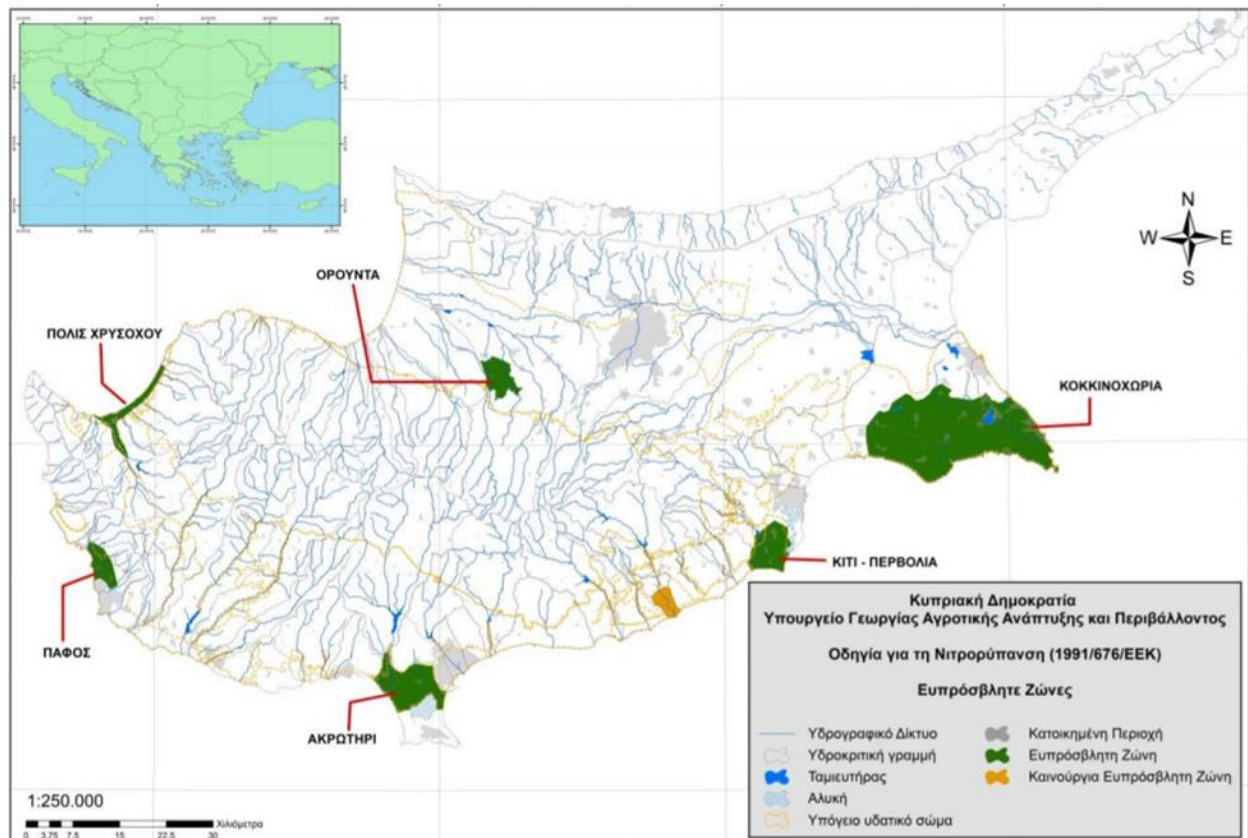 N
W E
S
ΟΡΟΥΝΤΑ
ΠΟΛΙΣ ΧΡΥΣΟΧΟΥ
ΚΟΚΚΙΝΟΧΩΡΙΑ
ΚΙΤΙ - ΠΕΡΒΟΛΙΑ
ΠΑΦΟΣ
ΑΚΡΩΤΗΡΙ
Κυπριακή Δημοκρατία
Υπουργείο Γεωργίας Αγροτικής Ανάπτυξης και Περιβάλλοντος
Οδηγία για τη Νιτρορύπανση (1991/676/ΕΕΚ)
Ευπρόσβλητε Ζώνες
Υδρογραφικό Δίκτυο
Υδροκριτική γραμμή
Ταμιευτήρας
Αλυκή
Υπόγειο υδατικό σώμα
Κατοικημένη Περιοχή
Ευπρόσβλητη Ζώνη
Καινούργια Ευπρόσβλητη Ζώνη
1:250.000
Χιλιόμετρα
0 3.75 7.5 15 22.5 30